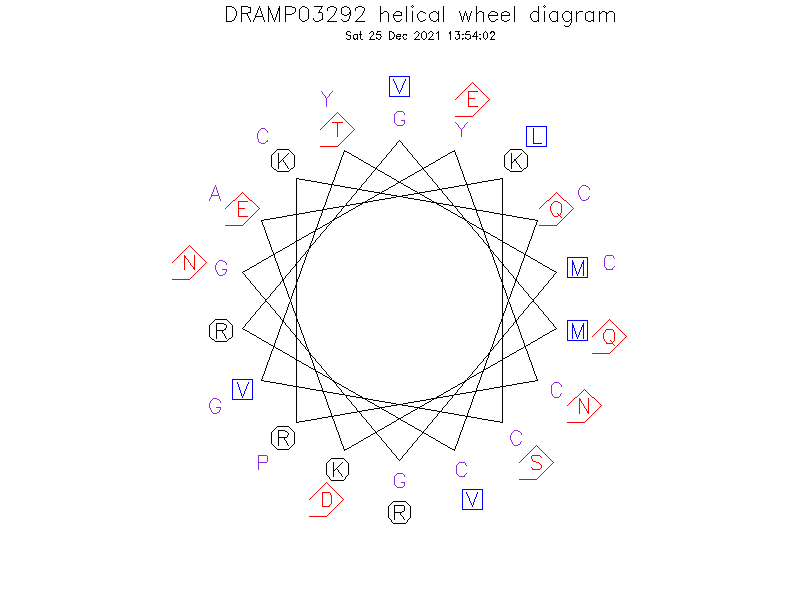 DRAMP03292 helical wheel diagram
Sat 25 Dec 2021 13:54:02
V
Y E
G
T Y
C L
K K
A C
E Q
N G M C
R M Q
V C
G N
R C
P S
K C
G
D V
R